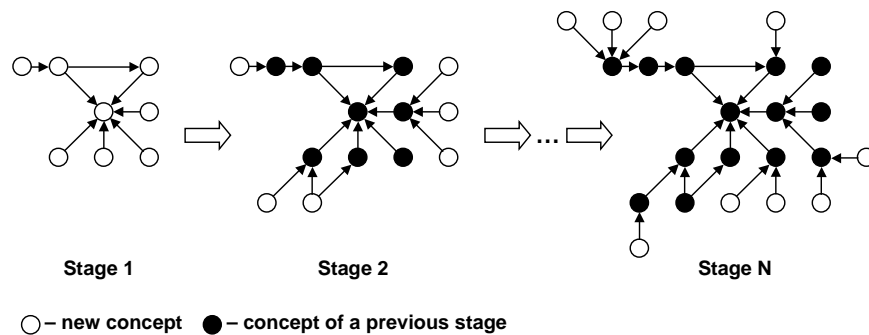 ...
Stage 1
Stage 2
Stage N
– new concept
– concept of a previous stage